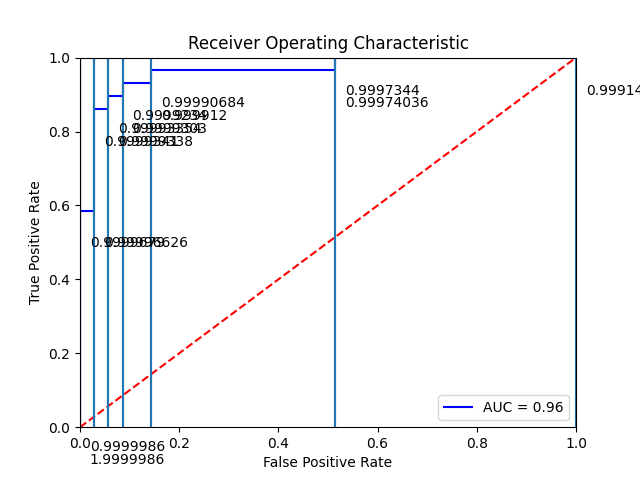 Receiver Operating Characteristic
1.0
0.9997344
0.99914
0.99990684
0.99974036
0.8
0.6
True Positive Rate
0.4
0.2
AUC = 0.96
0.0
0.0 0.2 0.4 0.6 0.8 1.0
0.9999986
1.9999986
False Positive Rate